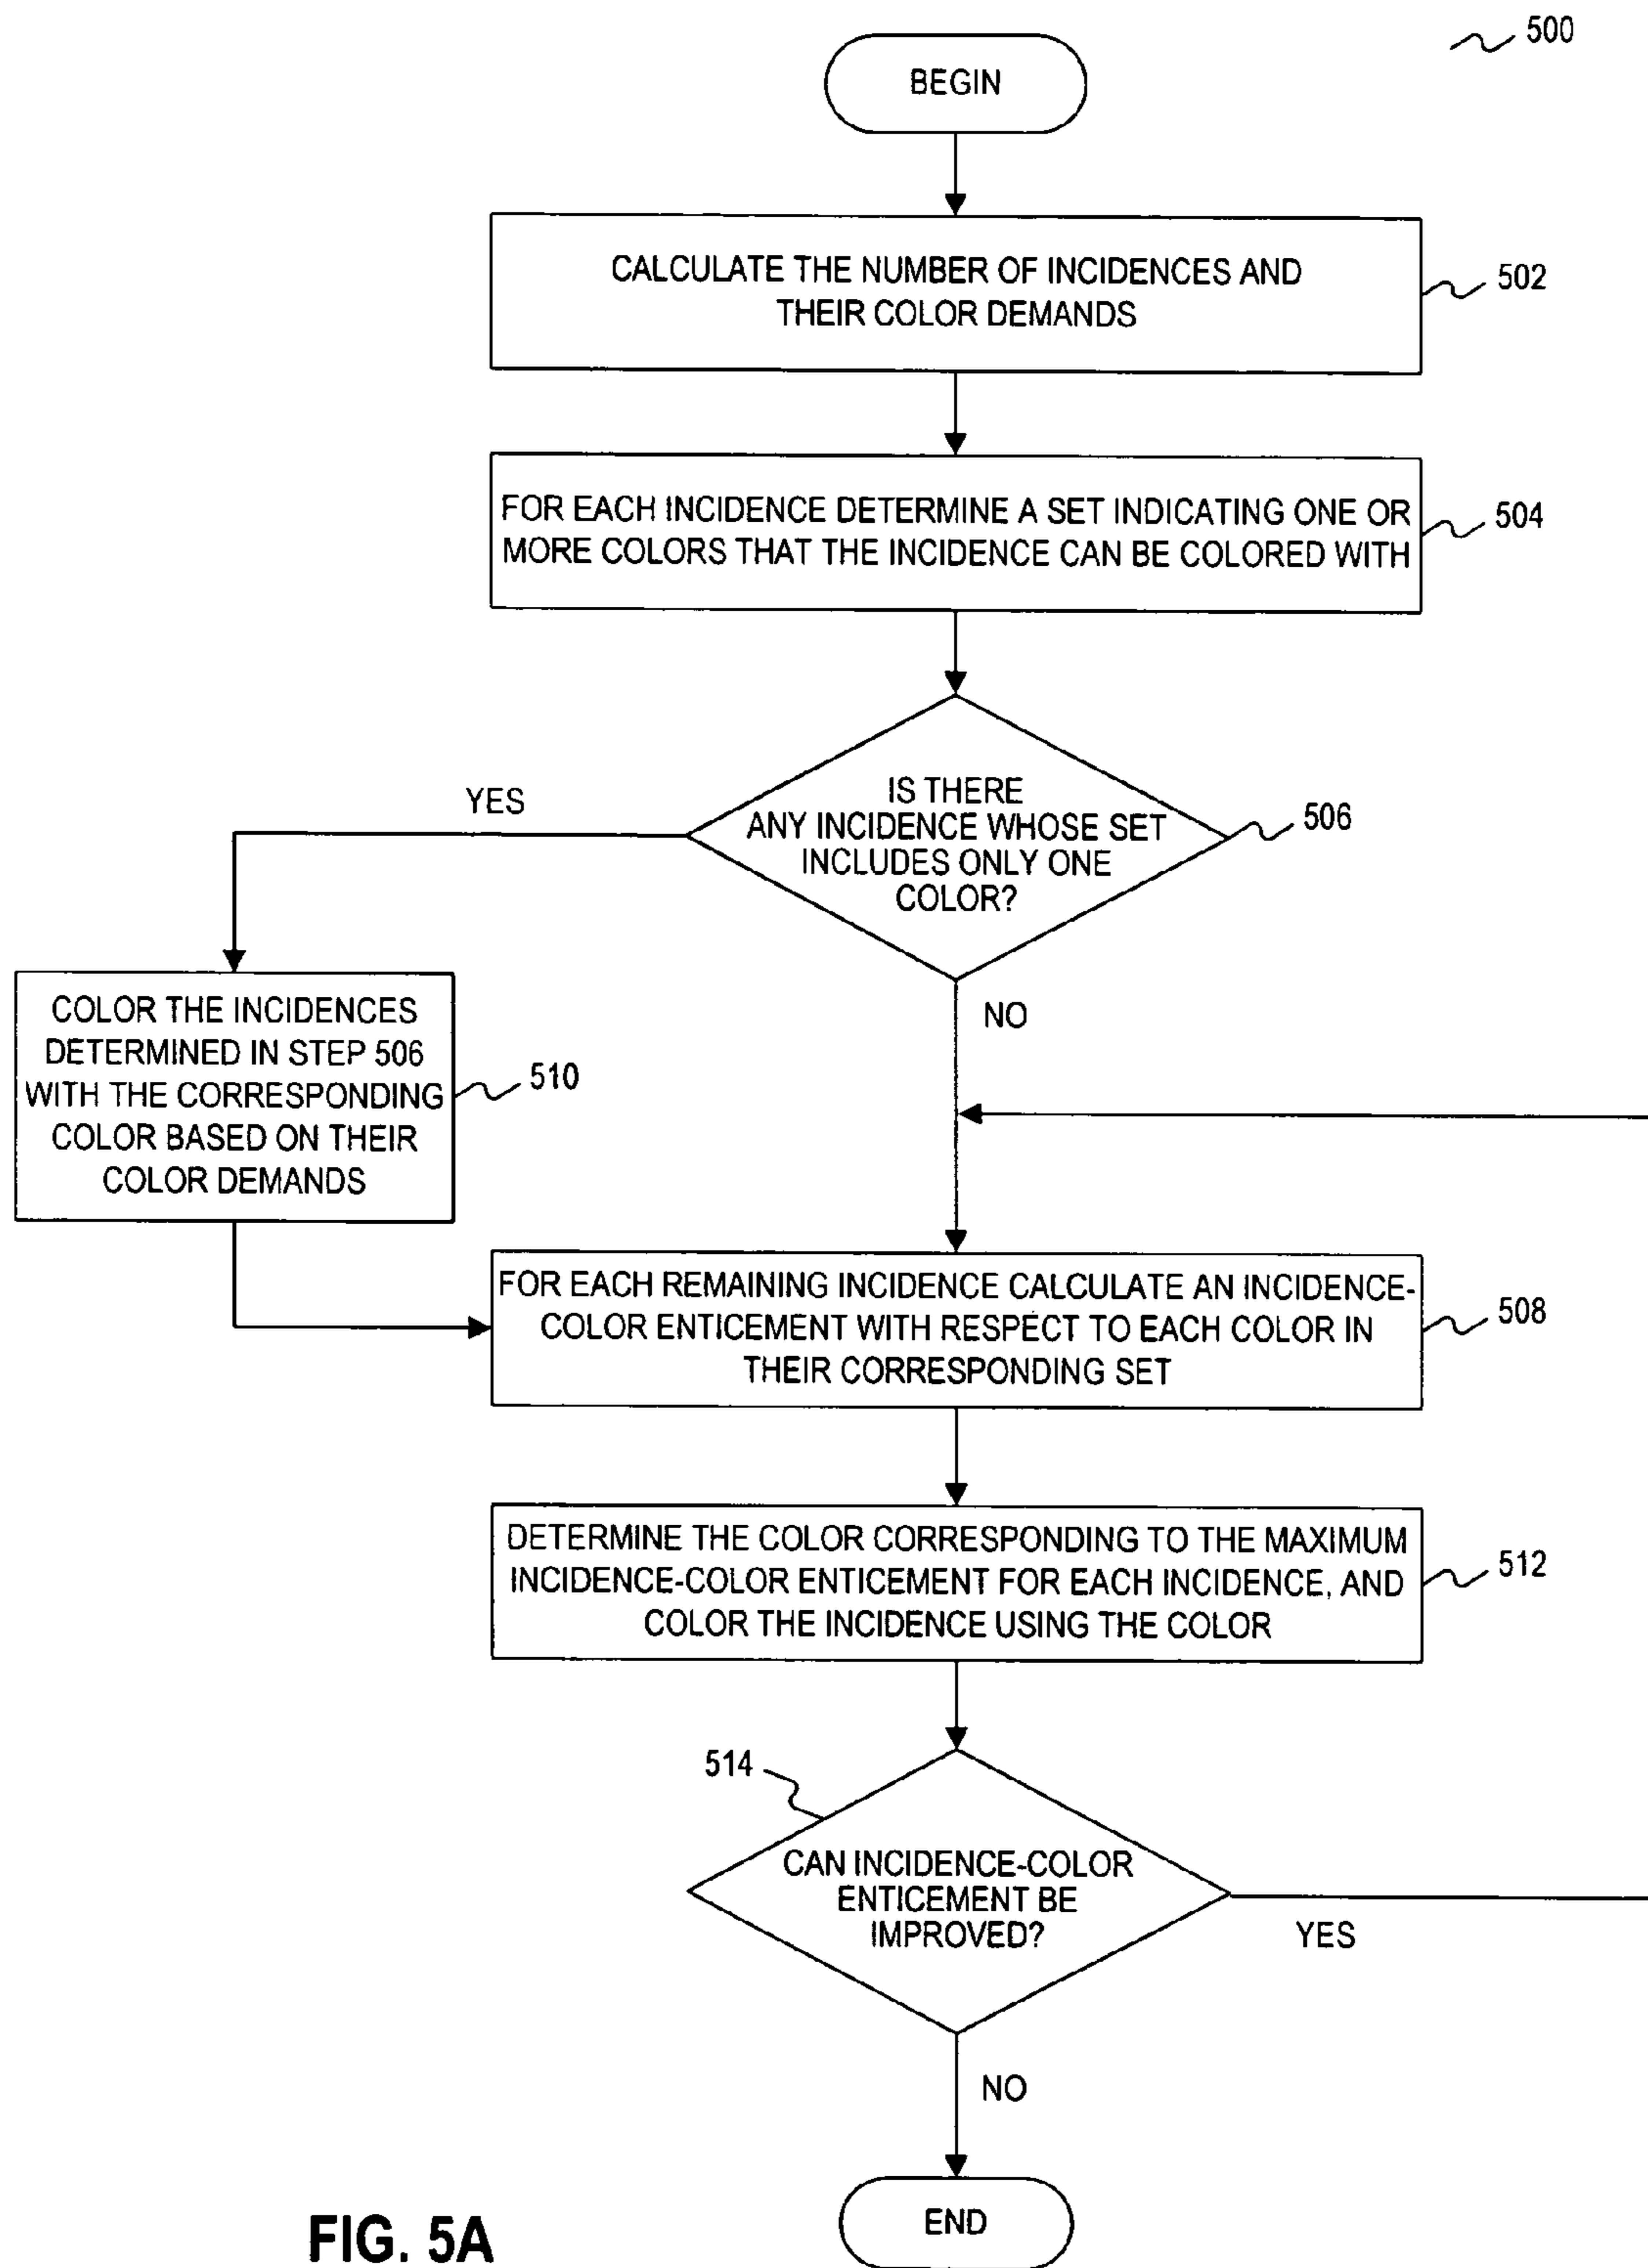 500
BEGIN
CALCULATE THE NUMBER OF INCIDENCES AND
THEIR COLOR DEMANDS
502
FOR EACH INCIDENCE DETERMINE A SET INDICATING ONE OR
MORE COLORS THAT THE INCIDENCE CAN BE COLORED WITH
504
IS THERE
ANY INCIDENCE WHOSE SET
INCLUDES ONLY ONE
COLOR?
506
YES
NO
COLOR THE INCIDENCES
DETERMINED IN STEP 506
WITH THE CORRESPONDING
COLOR BASED ON THEIR
COLOR DEMANDS
510
FOR EACH REMAINING INCIDENCE CALCULATE AN INCIDENCE-
COLOR ENTICEMENT WITH RESPECT TO EACH COLOR IN
THEIR CORRESPONDING SET
508
DETERMINE THE COLOR CORRESPONDING TO THE MAXIMUM
INCIDENCE-COLOR ENTICEMENT FOR EACH INCIDENCE, AND
COLOR THE INCIDENCE USING THE COLOR
512
514
CAN INCIDENCE-COLOR
ENTICEMENT BE
IMPROVED?
YES
NO
END
FIG. 5A